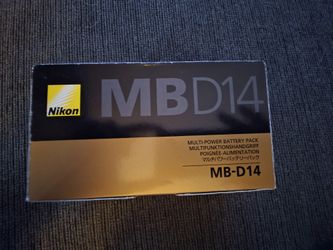 Nikon
MBD14
MULTI-POWER BATTERY PACK
MULTIFUNKTIONSHANDGRIFF
POIGNÉE-ALIMENTATION
マルチパワーバッテリーパック
MB-D14